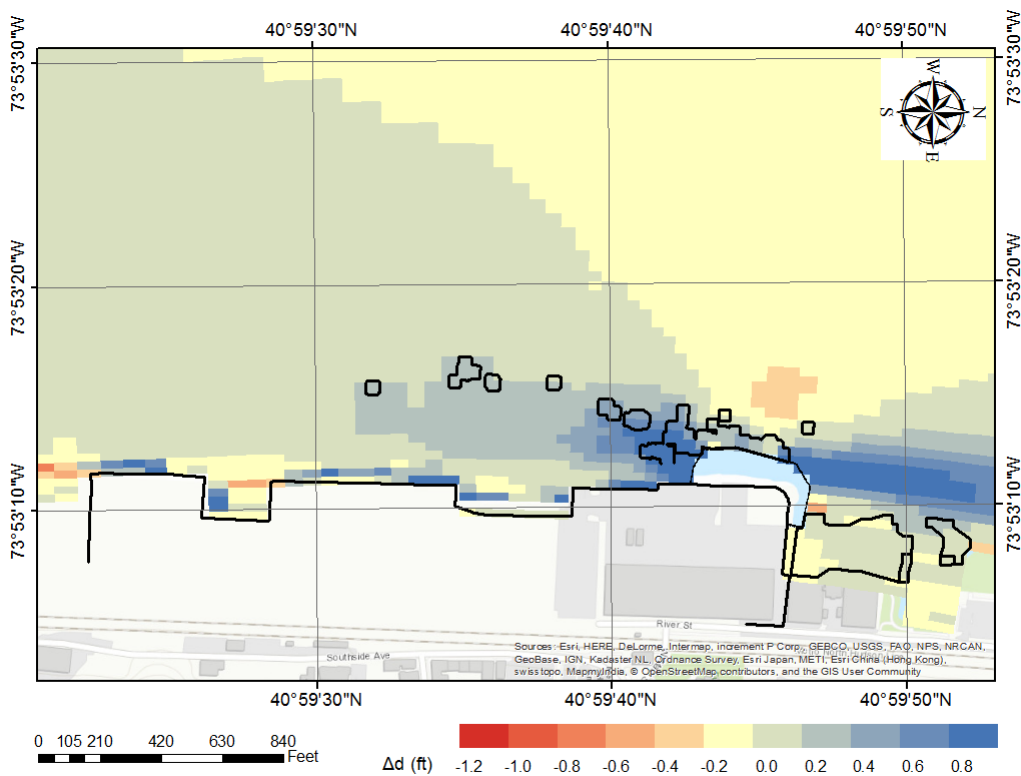 40°59'30"N 40°59'40"N 40°59'50"N
73°53'30"W 73°53'30"W
W
S N
E
73°53'20"W 73°53'20"W
73°53'10"W 73°53'10"W
River St
Southside Ave
Sources: Esri, HERE, DeLorme, Intermap, increment P Corp., GEBCO, USGS, FAO, NPS, NRCAN,
GeoBase, IGN, Kadaster NL, Ordnance Survey, Esri Japan, METI, Esri China (Hong Kong),
swisstopo, MapmyIndia, © OpenStreetMap contributors, and the GIS User Community
40°59'30"N 40°59'40"N 40°59'50"N
0 105 210 420 630 840
Feet
Δd (ft) -1.2 -1.0 -0.8 -0.6 -0.4 -0.2 0.0 0.2 0.4 0.6 0.8